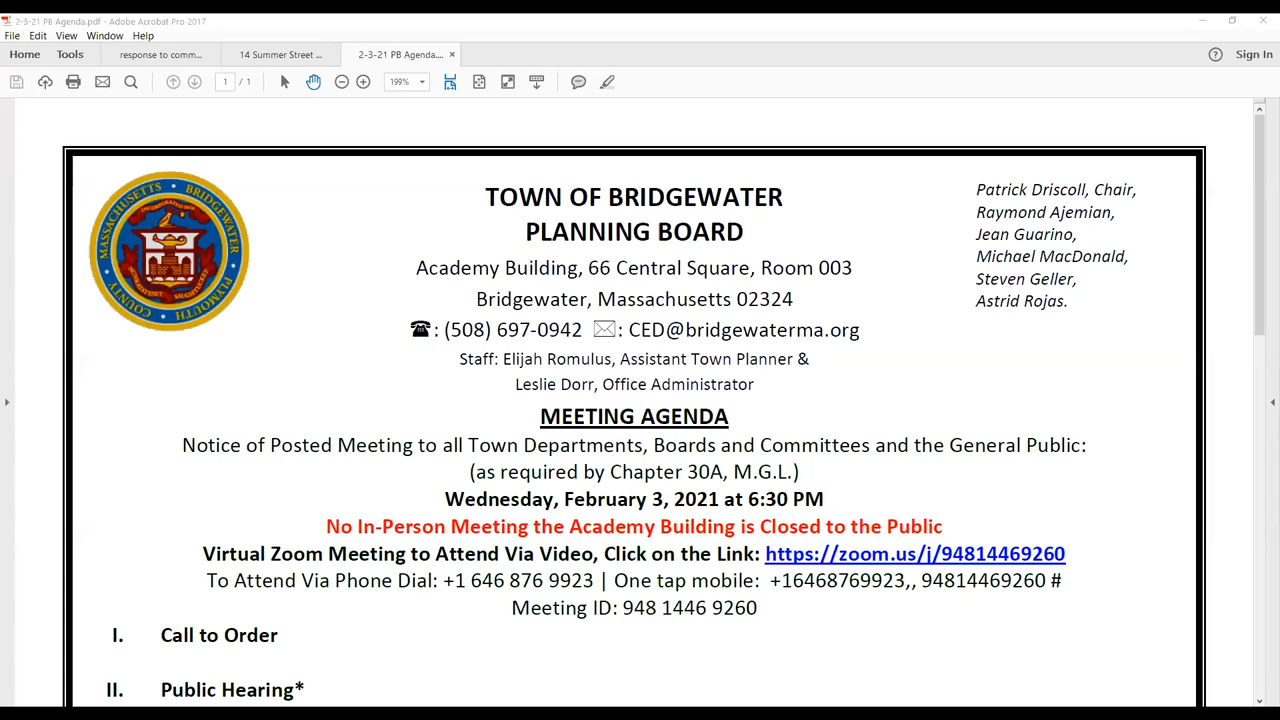 2-3-21 PB Agenda.pdf - Adobe Acrobat Pro 2017
File Edit View Window Help
Home Tools response to comm... 14 Summer Street ... 2-3-21 PB Agenda.... × Sign In
1 / 1 199%
TOWN OF BRIDGEWATER
PLANNING BOARD
Academy Building, 66 Central Square, Room 003
Bridgewater, Massachusetts 02324
☎: (508) 697-0942 ✉: CED@bridgewaterma.org
Staff: Elijah Romulus, Assistant Town Planner &
Leslie Dorr, Office Administrator
Patrick Driscoll, Chair,
Raymond Ajemian,
Jean Guarino,
Michael MacDonald,
Steven Geller,
Astrid Rojas.
MASSACHUSETTS • BRIDGEWATER • PLYMOUTH COUNTY
MEETING AGENDA
Notice of Posted Meeting to all Town Departments, Boards and Committees and the General Public:
(as required by Chapter 30A, M.G.L.)
Wednesday, February 3, 2021 at 6:30 PM
No In-Person Meeting the Academy Building is Closed to the Public
Virtual Zoom Meeting to Attend Via Video, Click on the Link: https://zoom.us/j/94814469260
To Attend Via Phone Dial: +1 646 876 9923 | One tap mobile: +16468769923,, 94814469260 #
Meeting ID: 948 1446 9260
I. Call to Order
II. Public Hearing*